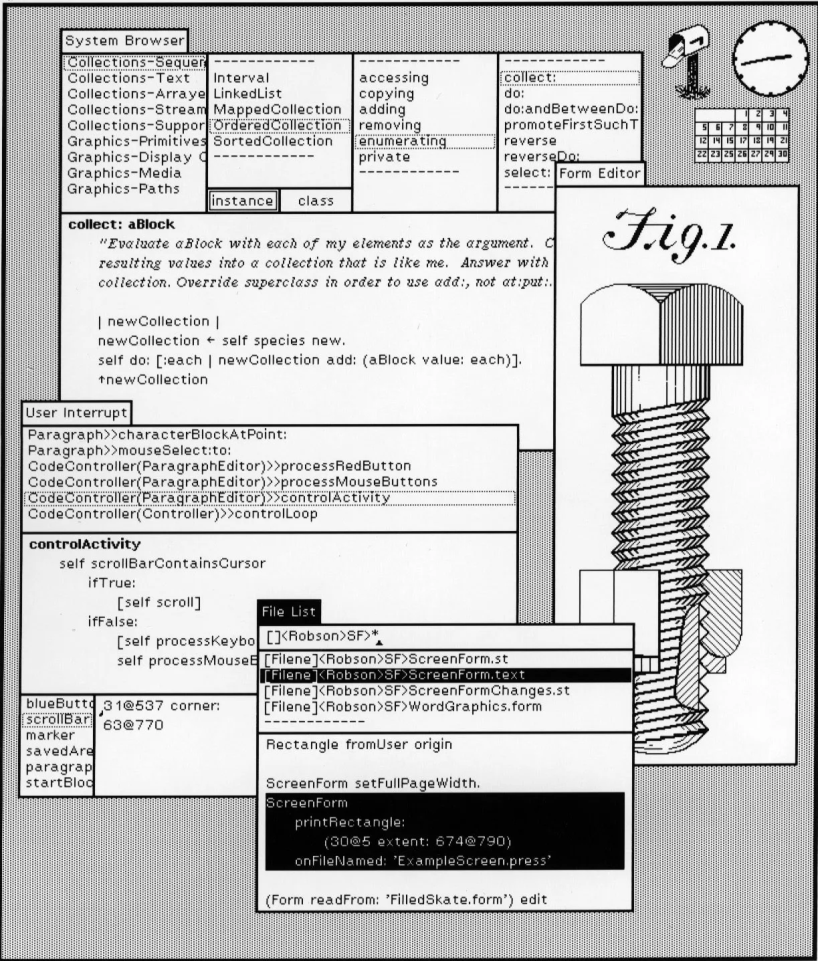 System Browser
Collections-Sequen
Collections-Text
Collections-Arraye
Collections-Stream
Collections-Suppor
Graphics-Primitives
Graphics-Display
Graphics-Media
Graphics-Paths
------------
Interval
LinkedList
MappedCollection
OrderedCollection
SortedCollection
------------
instance
class
------------
accessing
copying
adding
removing
enumerating
private
------------
------------
collect:
do:
do:andBetweenDo:
promoteFirstSuchT
reverse
reverseDo:
select:
collect: aBlock
"Evaluate aBlock with each of my elements as the argument. C
resulting values into a collection that is like me. Answer with
collection. Override superclass in order to use add:, not at:put:.
| newCollection |
newCollection ← self species new.
self do: [:each | newCollection add: (aBlock value: each)].
↑newCollection
1 2 3 4
5 6 7 8 9 10 11
12 14 15 16 17 18 19
22 23 25 26 27 29 30
Form Editor
Fig.1.
User Interrupt
Paragraph>>characterBlockAtPoint:
Paragraph>>mouseSelect:to:
CodeController(ParagraphEditor)>>processRedButton
CodeController(ParagraphEditor)>>processMouseButtons
CodeController(ParagraphEditor)>>controlActivity
CodeController(Controller)>>controlLoop
controlActivity
self scrollBarContainsCursor
ifTrue:
[self scroll]
ifFalse:
[self processKeybo
self processMouseB
blueButto
scrollBar
marker
savedAre
paragrap
startBloc
31@537 corner:
63@770
File List
[]<Robson>SF>*
[Filene]<Robson>SF>ScreenForm.st
[Filene]<Robson>SF>ScreenForm.text
[Filene]<Robson>SF>ScreenFormChanges.st
[Filene]<Robson>SF>WordGraphics.form
------------
Rectangle fromUser origin
ScreenForm setFullPageWidth.
ScreenForm
printRectangle:
(30@5 extent: 674@790)
onFileNamed: 'ExampleScreen.press'
(Form readFrom: 'FilledSkate.form') edit